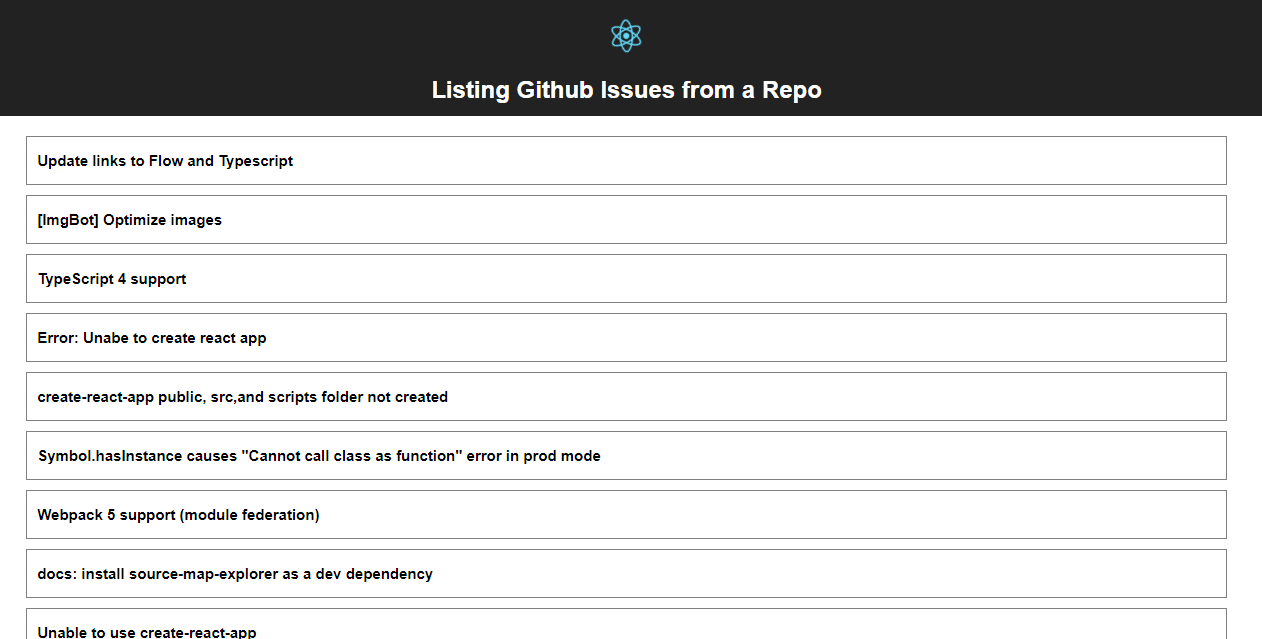 Listing Github Issues from a Repo
Update links to Flow and Typescript
[ImgBot] Optimize images
TypeScript 4 support
Error: Unabe to create react app
create-react-app public, src,and scripts folder not created
Symbol.hasInstance causes "Cannot call class as function" error in prod mode
Webpack 5 support (module federation)
docs: install source-map-explorer as a dev dependency
Unable to use create-react-app